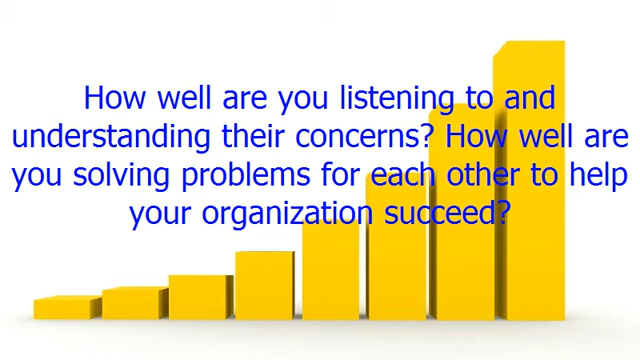 How well are you listening to and
understanding their concerns? How well are
you solving problems for each other to help
your organization succeed?